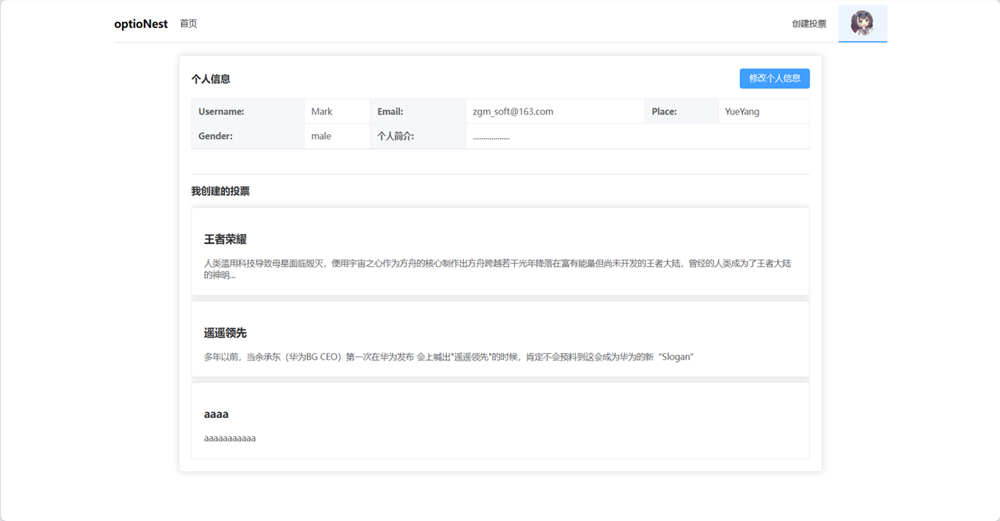 optioNest 首页 创建投票
个人信息 修改个人信息
Username: Mark Email: zgm_soft@163.com Place: YueYang
Gender: male 个人简介: ..................
我创建的投票
王者荣耀
人类滥用科技导致母星面临毁灭，便用宇宙之心作为方舟的核心制作出方舟跨越若干光年降落在富有能量但尚未开发的王者大陆，曾经的人类成为了王者大陆
的神明...
遥遥领先
多年以前，当余承东（华为BG CEO）第一次在华为发布 会上喊出"遥遥领先"的时候，肯定不会预料到这会成为华为的新“Slogan”
aaaa
aaaaaaaaaaa